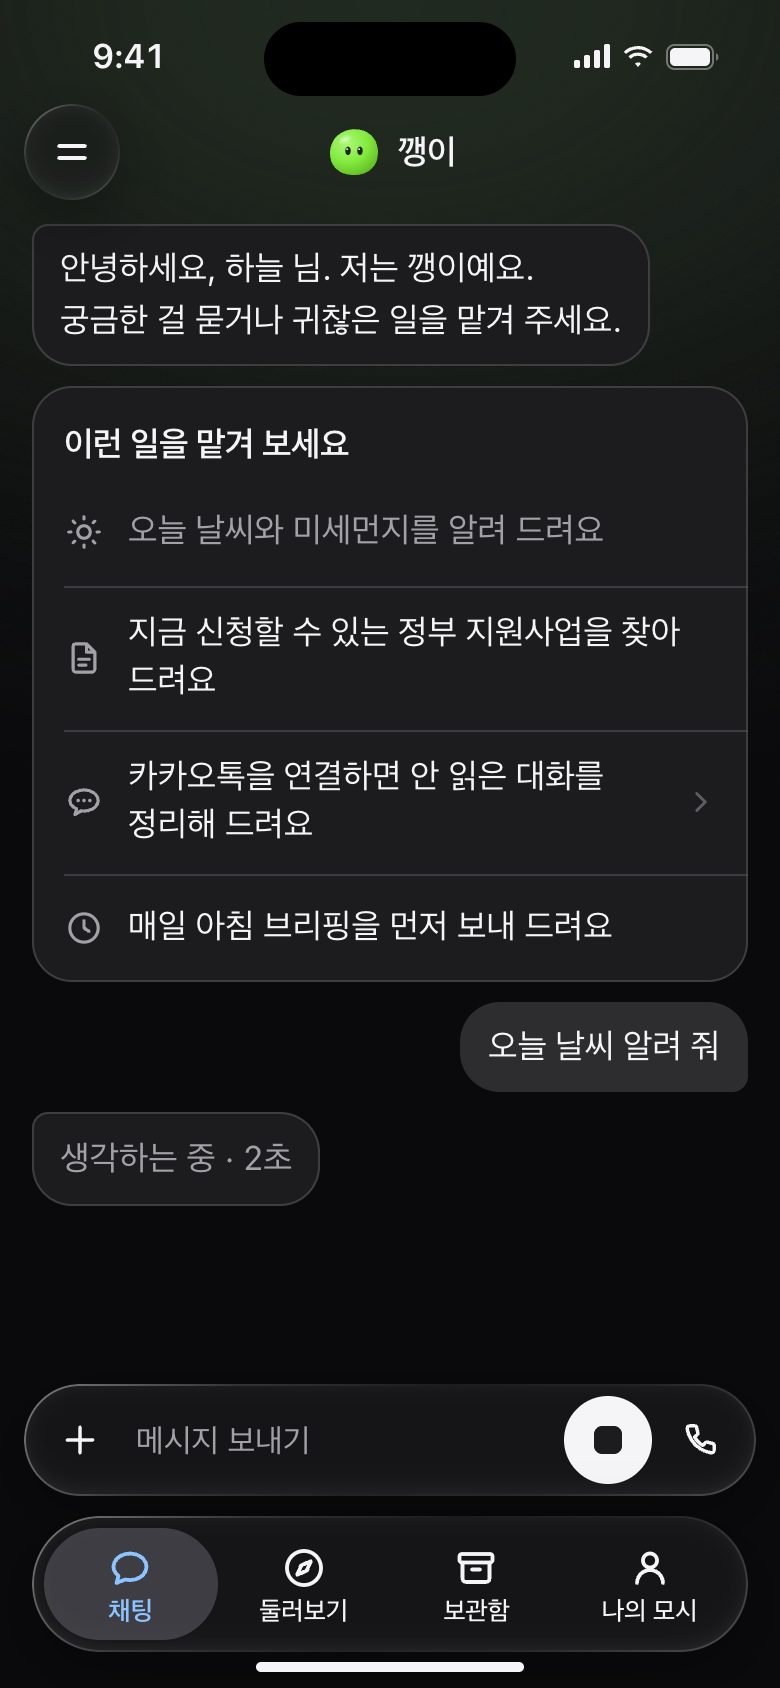 9:41
깽이
안녕하세요, 하늘 님. 저는 깽이예요.
궁금한 걸 묻거나 귀찮은 일을 맡겨 주세요.
이런 일을 맡겨 보세요
오늘 날씨와 미세먼지를 알려 드려요
지금 신청할 수 있는 정부 지원사업을 찾아
드려요
카카오톡을 연결하면 안 읽은 대화를
정리해 드려요
매일 아침 브리핑을 먼저 보내 드려요
오늘 날씨 알려 줘
생각하는 중 · 2초
메시지 보내기
채팅
둘러보기
보관함
나의 모시